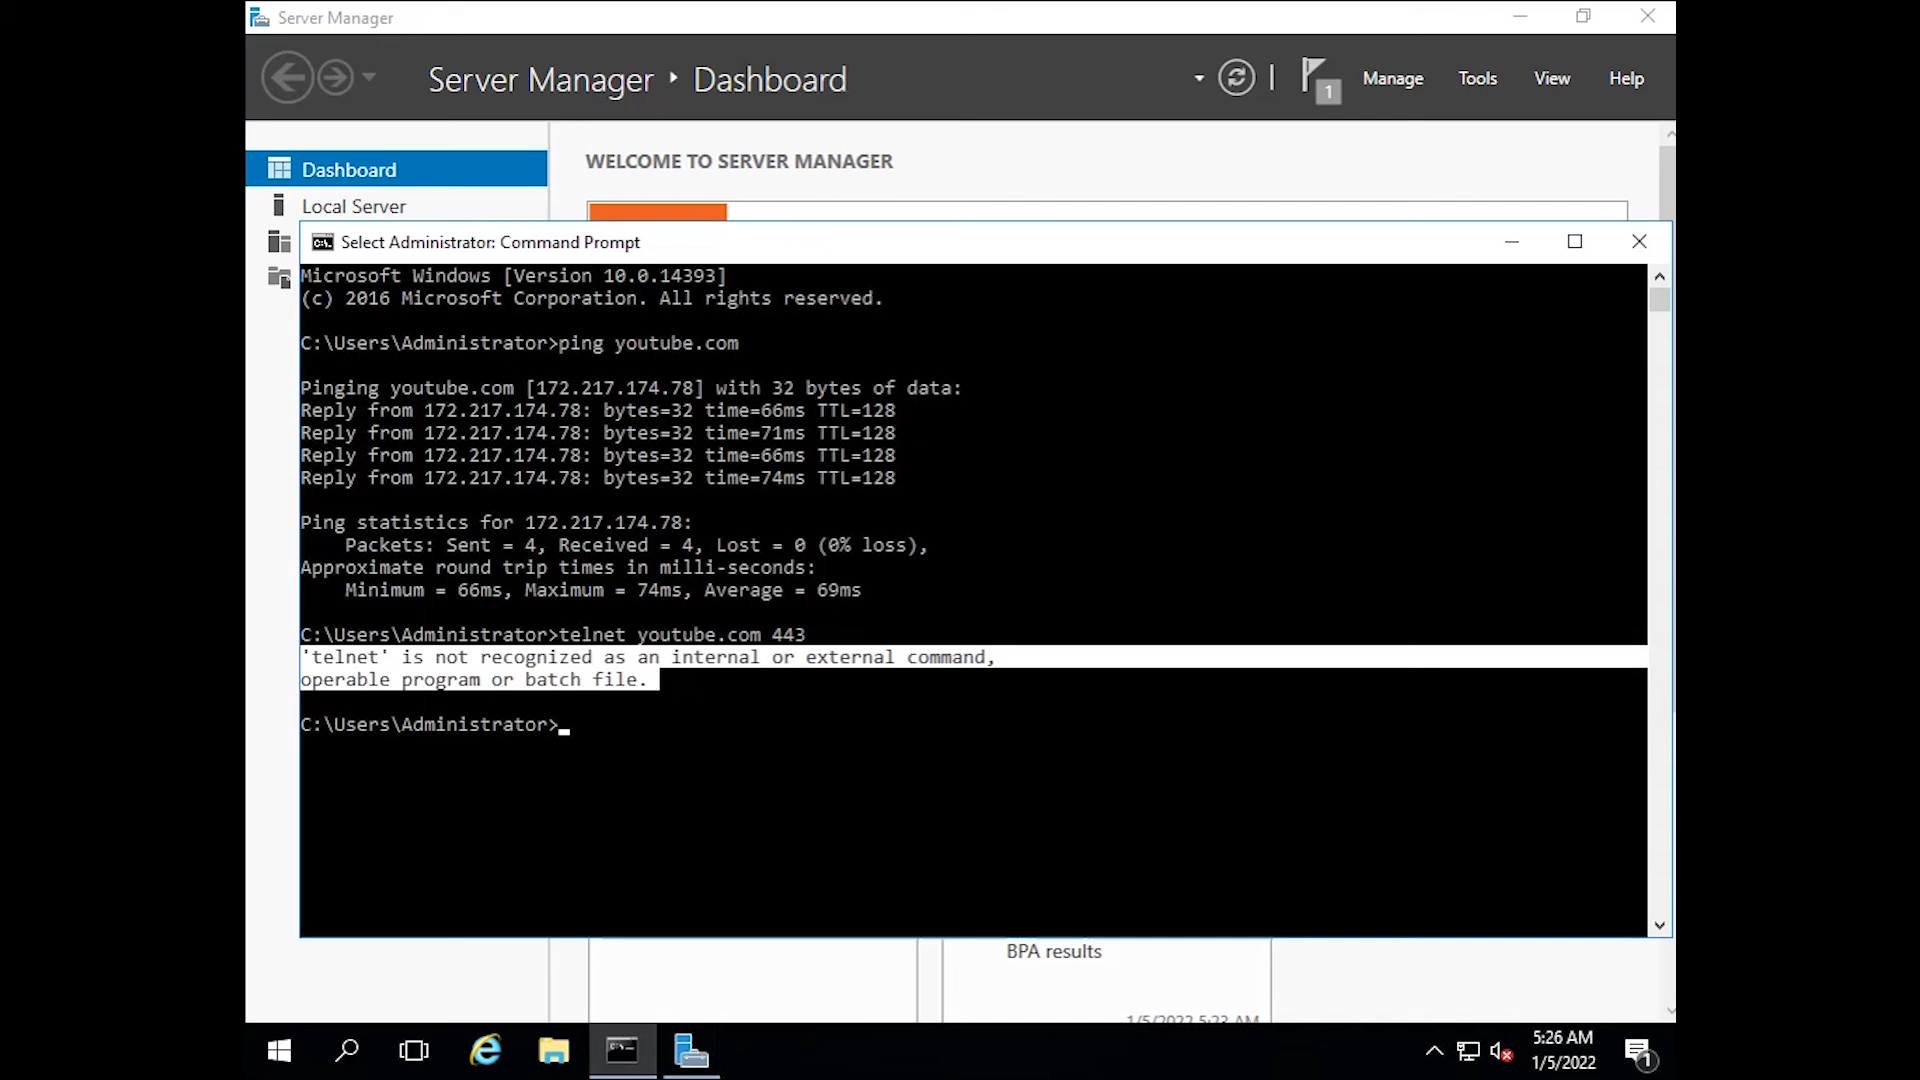 Server Manager
Server Manager Dashboard
1
Manage Tools View Help
Dashboard
Local Server
WELCOME TO SERVER MANAGER
Select Administrator: Command Prompt
Microsoft Windows [Version 10.0.14393]
(c) 2016 Microsoft Corporation. All rights reserved.
C:\Users\Administrator>ping youtube.com
Pinging youtube.com [172.217.174.78] with 32 bytes of data:
Reply from 172.217.174.78: bytes=32 time=66ms TTL=128
Reply from 172.217.174.78: bytes=32 time=71ms TTL=128
Reply from 172.217.174.78: bytes=32 time=66ms TTL=128
Reply from 172.217.174.78: bytes=32 time=74ms TTL=128
Ping statistics for 172.217.174.78:
Packets: Sent = 4, Received = 4, Lost = 0 (0% loss),
Approximate round trip times in milli-seconds:
Minimum = 66ms, Maximum = 74ms, Average = 69ms
C:\Users\Administrator>telnet youtube.com 443
'telnet' is not recognized as an internal or external command,
operable program or batch file.
C:\Users\Administrator>
BPA results
1/5/2022 5:23 AM
5:26 AM
1/5/2022
1